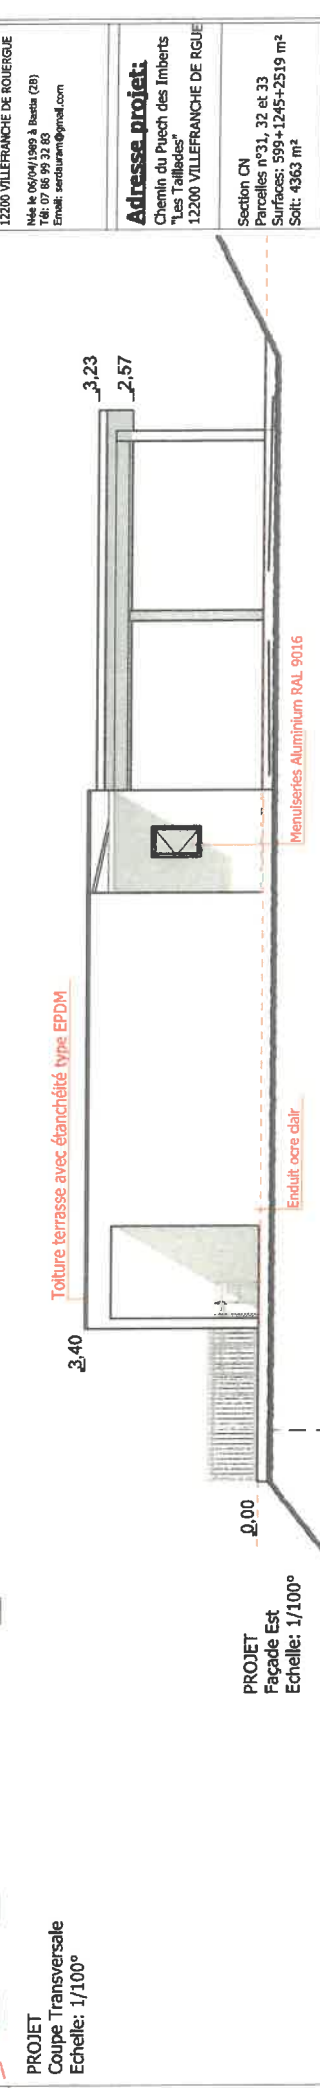 12200 VILLEFRANCHE DE ROUERGUE
Née le 06/04/1989 à Bastia (2B)
Tél: 07 86 99 32 83
Email: serdauram@gmail.com
Adresse projet:
Chemin du Puech des Imberts
"Les Taillades"
12200 VILLEFRANCHE DE RGUE
Section CN
Parcelles n°31, 32 et 33
Surfaces: 599+1245+2519 m²
Soit: 4363 m²
3,23
2,57
Menuiseries Aluminium RAL 9016
Toiture terrasse avec étanchéité type EPDM
Enduit ocre clair
3,40
0,00
PROJET
Façade Est
Echelle: 1/100°
PROJET
Coupe Transversale
Echelle: 1/100°